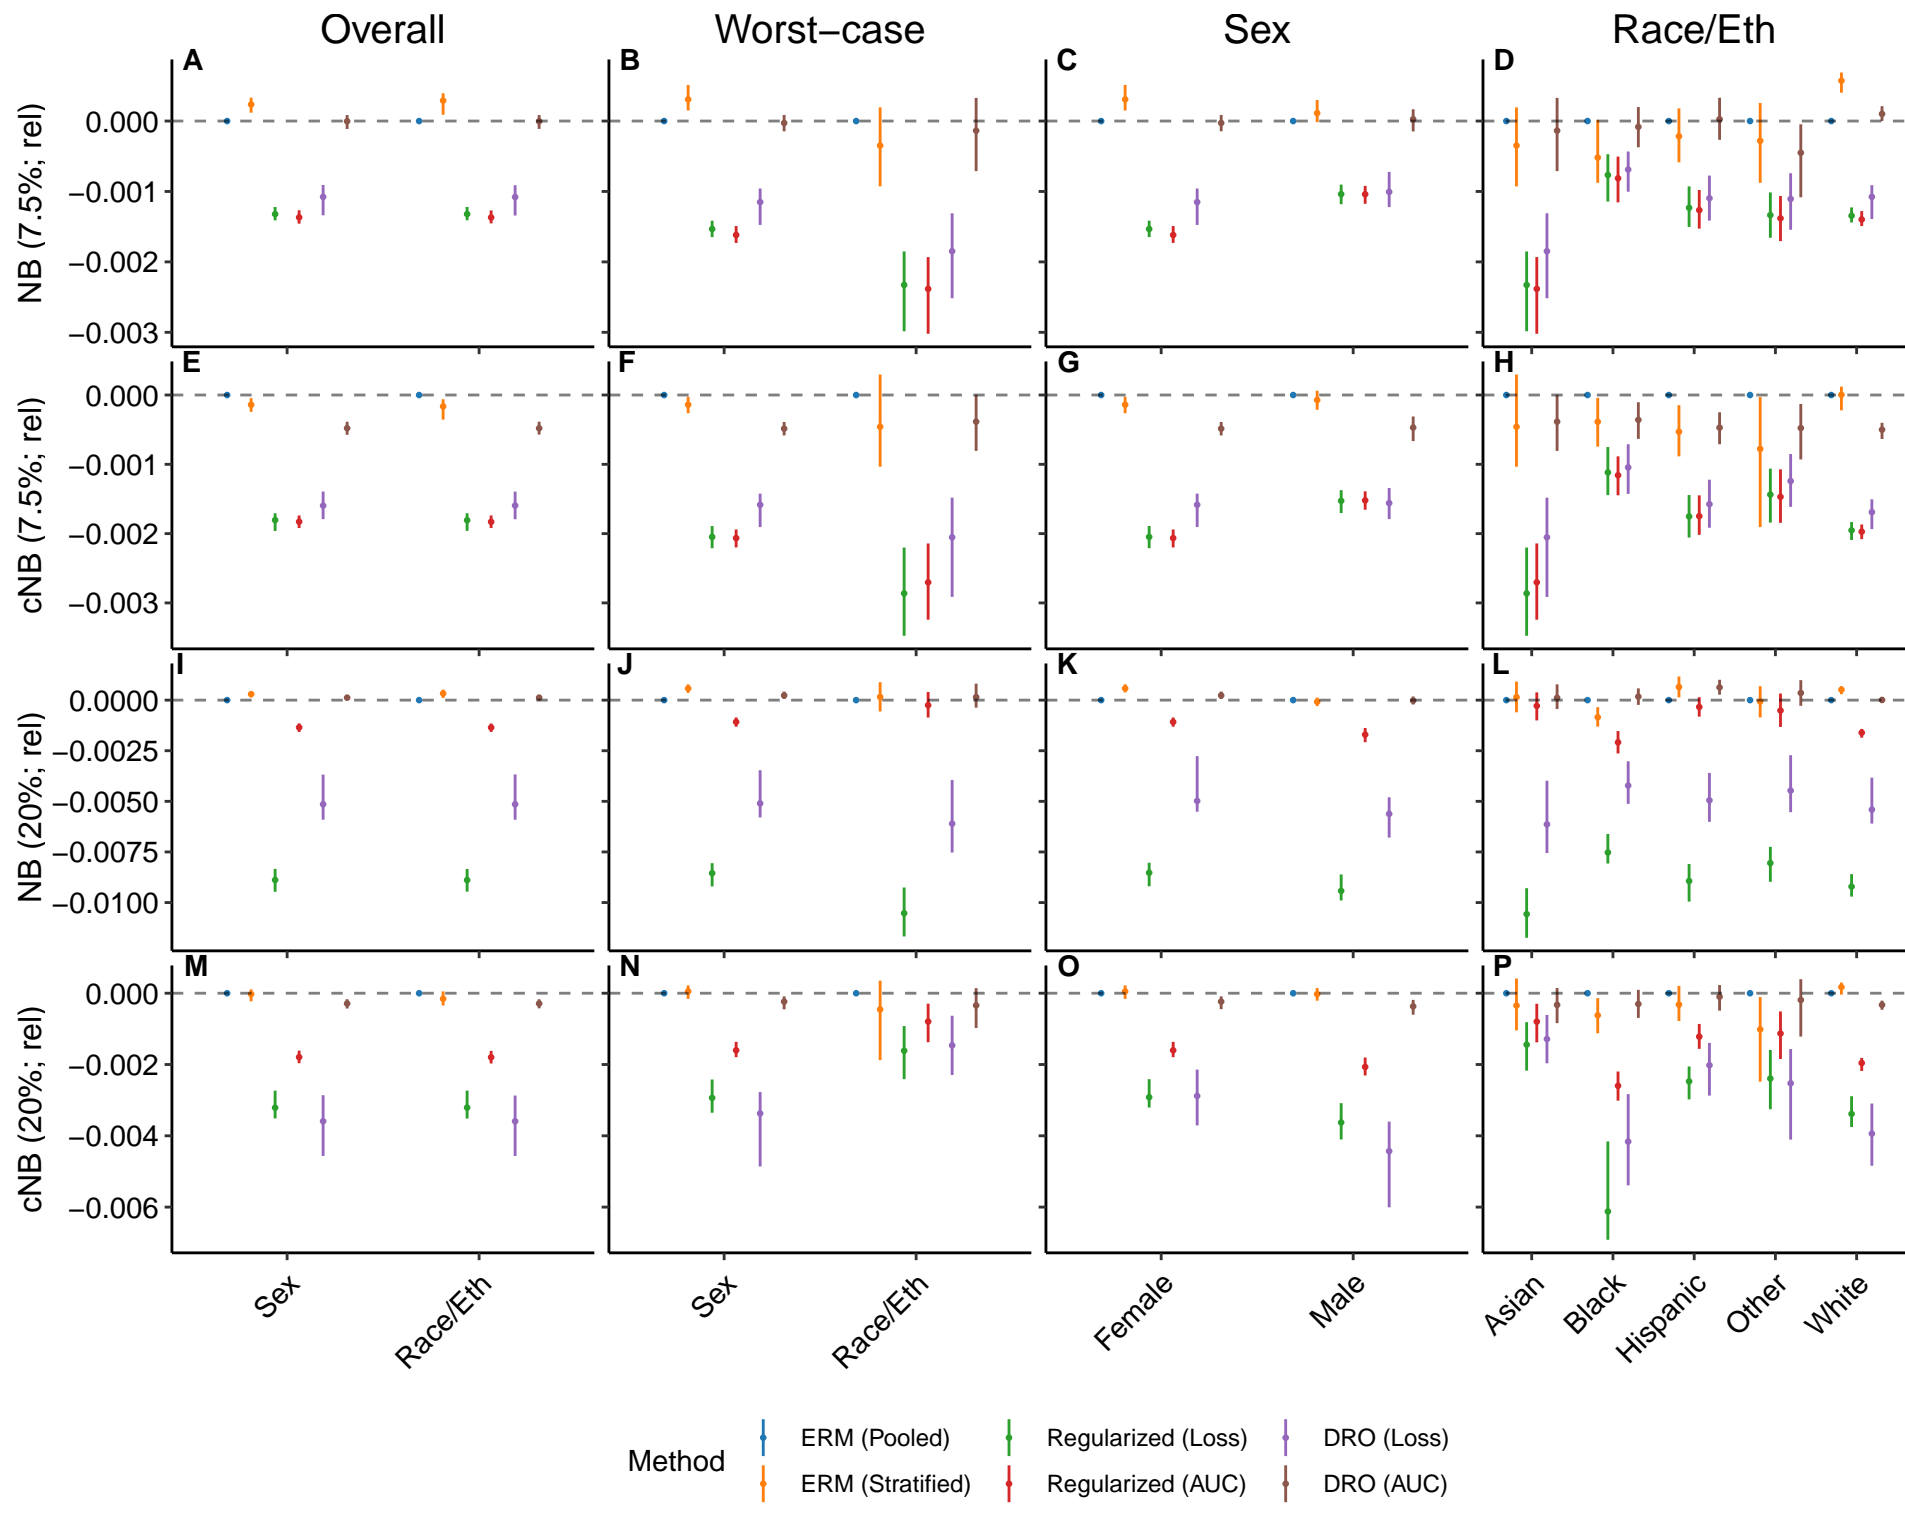 Overall
Worst−case
Sex
Race/Eth
A
B
C
D
NB (7.5%; rel)
0.000
−0.001
−0.002
−0.003
E
F
G
H
cNB (7.5%; rel)
0.000
−0.001
−0.002
−0.003
I
J
K
L
NB (20%; rel)
0.0000
−0.0025
−0.0050
−0.0075
−0.0100
M
N
O
P
cNB (20%; rel)
0.000
−0.002
−0.004
−0.006
Sex
Race/Eth
Sex
Race/Eth
Female
Male
Asian
Black
Hispanic
Other
White
Method
ERM (Pooled)
Regularized (Loss)
DRO (Loss)
ERM (Stratified)
Regularized (AUC)
DRO (AUC)